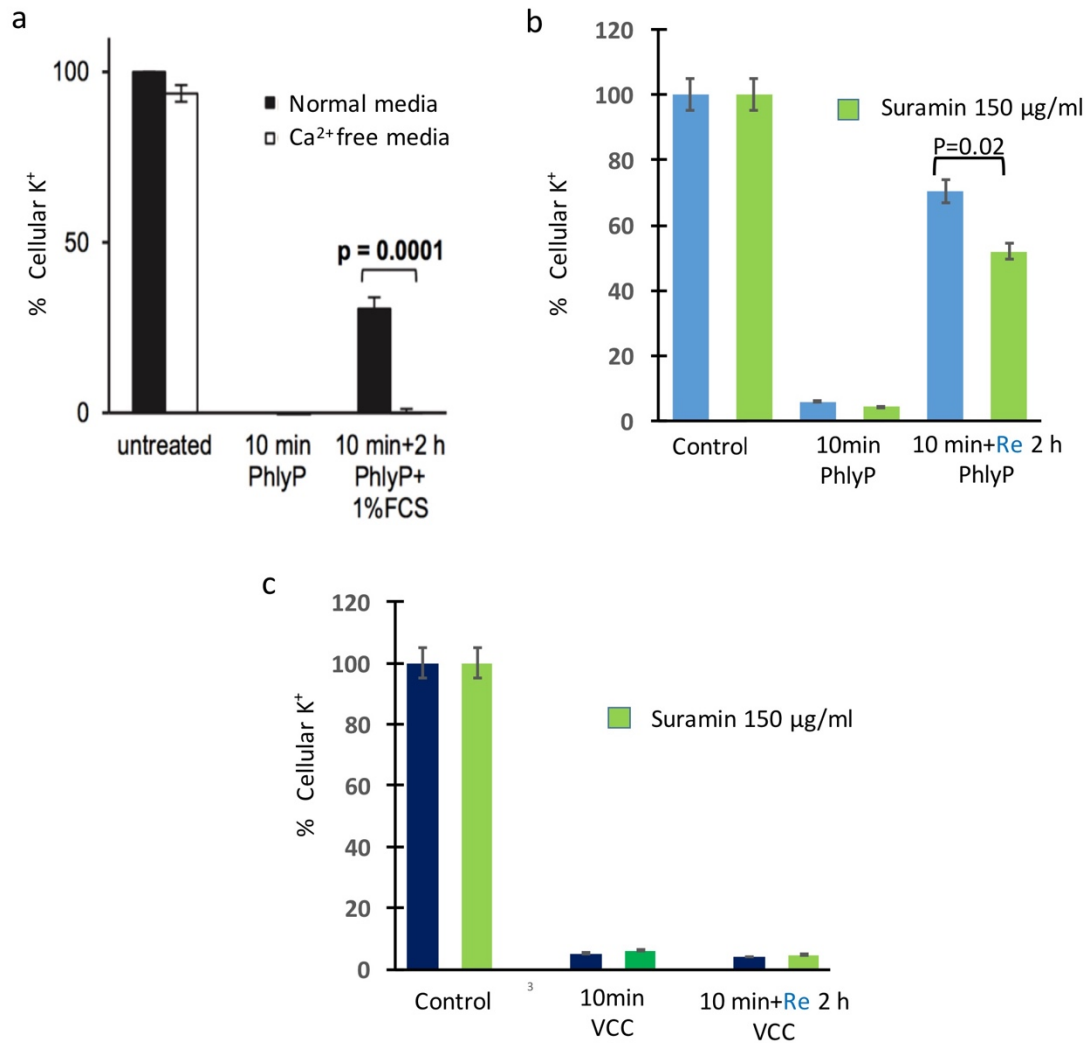 a
% Cellular K+
100
50
0
Normal media
Ca2+ free media
p = 0.0001
untreated
10 min
PhlyP
10 min+2 h
PhlyP+
1%FCS
b
% Cellular K+
120
100
80
60
40
20
0
Suramin 150 μg/ml
P=0.02
Control
10min
PhlyP
10 min+Re 2 h
PhlyP
c
% Cellular K+
120
100
80
60
40
20
0
Suramin 150 μg/ml
Control
3
10min
VCC
10 min+Re 2 h
VCC